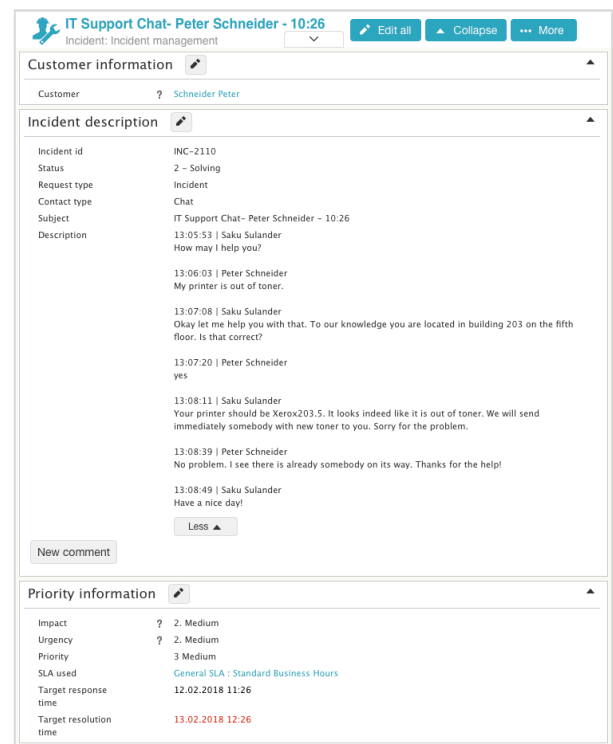 IT Support Chat- Peter Schneider - 10:26
Incident: Incident management
Edit all
Collapse
••• More
Customer information
Customer ? Schneider Peter
Incident description
Incident id INC-2110
Status 2 - Solving
Request type Incident
Contact type Chat
Subject IT Support Chat- Peter Schneider - 10:26
Description 13:05:53 | Saku Sulander
How may I help you?
13:06:03 | Peter Schneider
My printer is out of toner.
13:07:08 | Saku Sulander
Okay let me help you with that. To our knowledge you are located in building 203 on the fifth
floor. Is that correct?
13:07:20 | Peter Schneider
yes
13:08:11 | Saku Sulander
Your printer should be Xerox203.5. It looks indeed like it is out of toner. We will send
immediately somebody with new toner to you. Sorry for the problem.
13:08:39 | Peter Schneider
No problem. I see there is already somebody on its way. Thanks for the help!
13:08:49 | Saku Sulander
Have a nice day!
Less
New comment
Priority information
Impact ? 2. Medium
Urgency ? 2. Medium
Priority 3 Medium
SLA used General SLA : Standard Business Hours
Target response 12.02.2018 11:26
time
Target resolution 13.02.2018 12:26
time